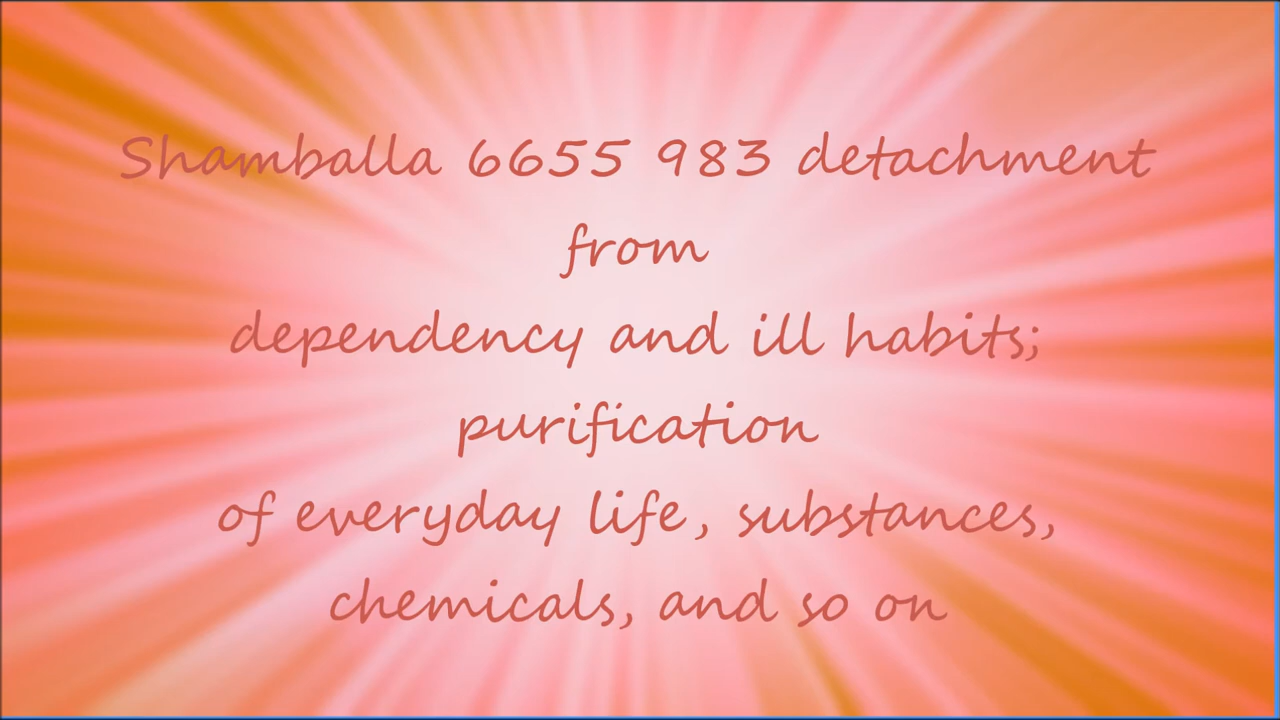 Shamballa 6655 983 detachment
from
dependency and ill habits;
purification
of everyday life, substances,
chemicals, and so on